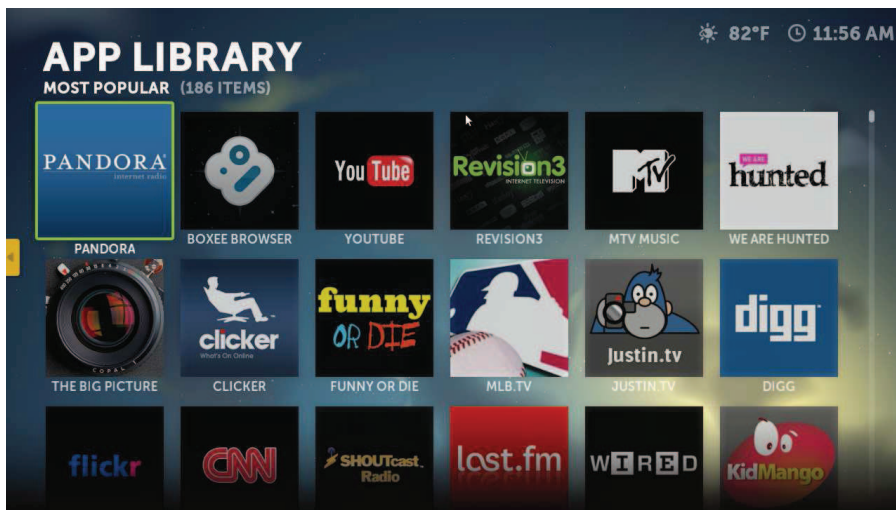 82°F 11:56 AM
APP LIBRARY
MOST POPULAR (186 ITEMS)
PANDORA
internet radio
You Tube
Revision3
INTERNET TELEVISION
MTV
WE ARE
hunted
PANDORA
BOXEE BROWSER
YOUTUBE
REVISION3
MTV MUSIC
WE ARE HUNTED
COPAL
clicker
What's On Online
funny
OR DIE
Justin.tv
digg
THE BIG PICTURE
CLICKER
FUNNY OR DIE
MLB.TV
JUSTIN.TV
DIGG
flickr
CNN
SHOUTcast
Radio
last.fm
WIRED
KidMango